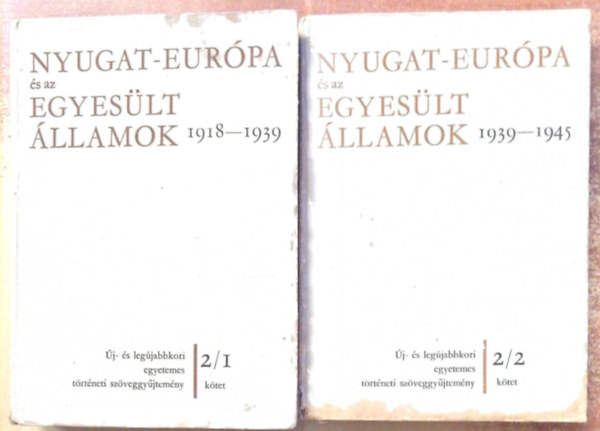 NYUGAT-EURÓPA
és az
EGYESÜLT
ÁLLAMOK 1918—1939
Új- és legújabbkori
egyetemes
történeti szöveggyűjtemény
2/1
kötet
NYUGAT-EURÓPA
és az
EGYESÜLT
ÁLLAMOK 1939—1945
Új- és legújabbkori
egyetemes
történeti szöveggyűjtemény
2/2
kötet